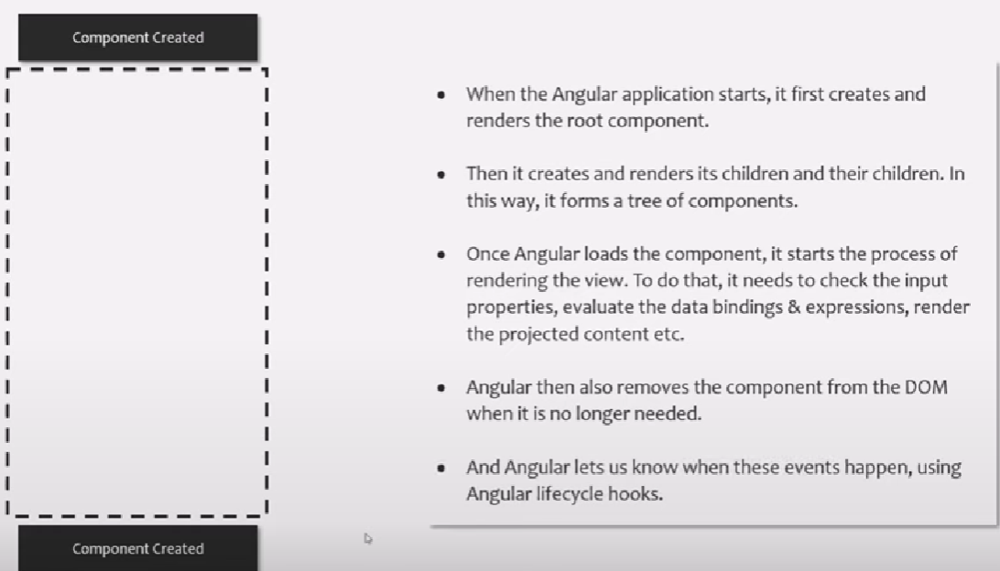 Component Created
• When the Angular application starts, it first creates and
renders the root component.
• Then it creates and renders its children and their children. In
this way, it forms a tree of components.
• Once Angular loads the component, it starts the process of
rendering the view. To do that, it needs to check the input
properties, evaluate the data bindings & expressions, render
the projected content etc.
• Angular then also removes the component from the DOM
when it is no longer needed.
• And Angular lets us know when these events happen, using
Angular lifecycle hooks.
Component Created